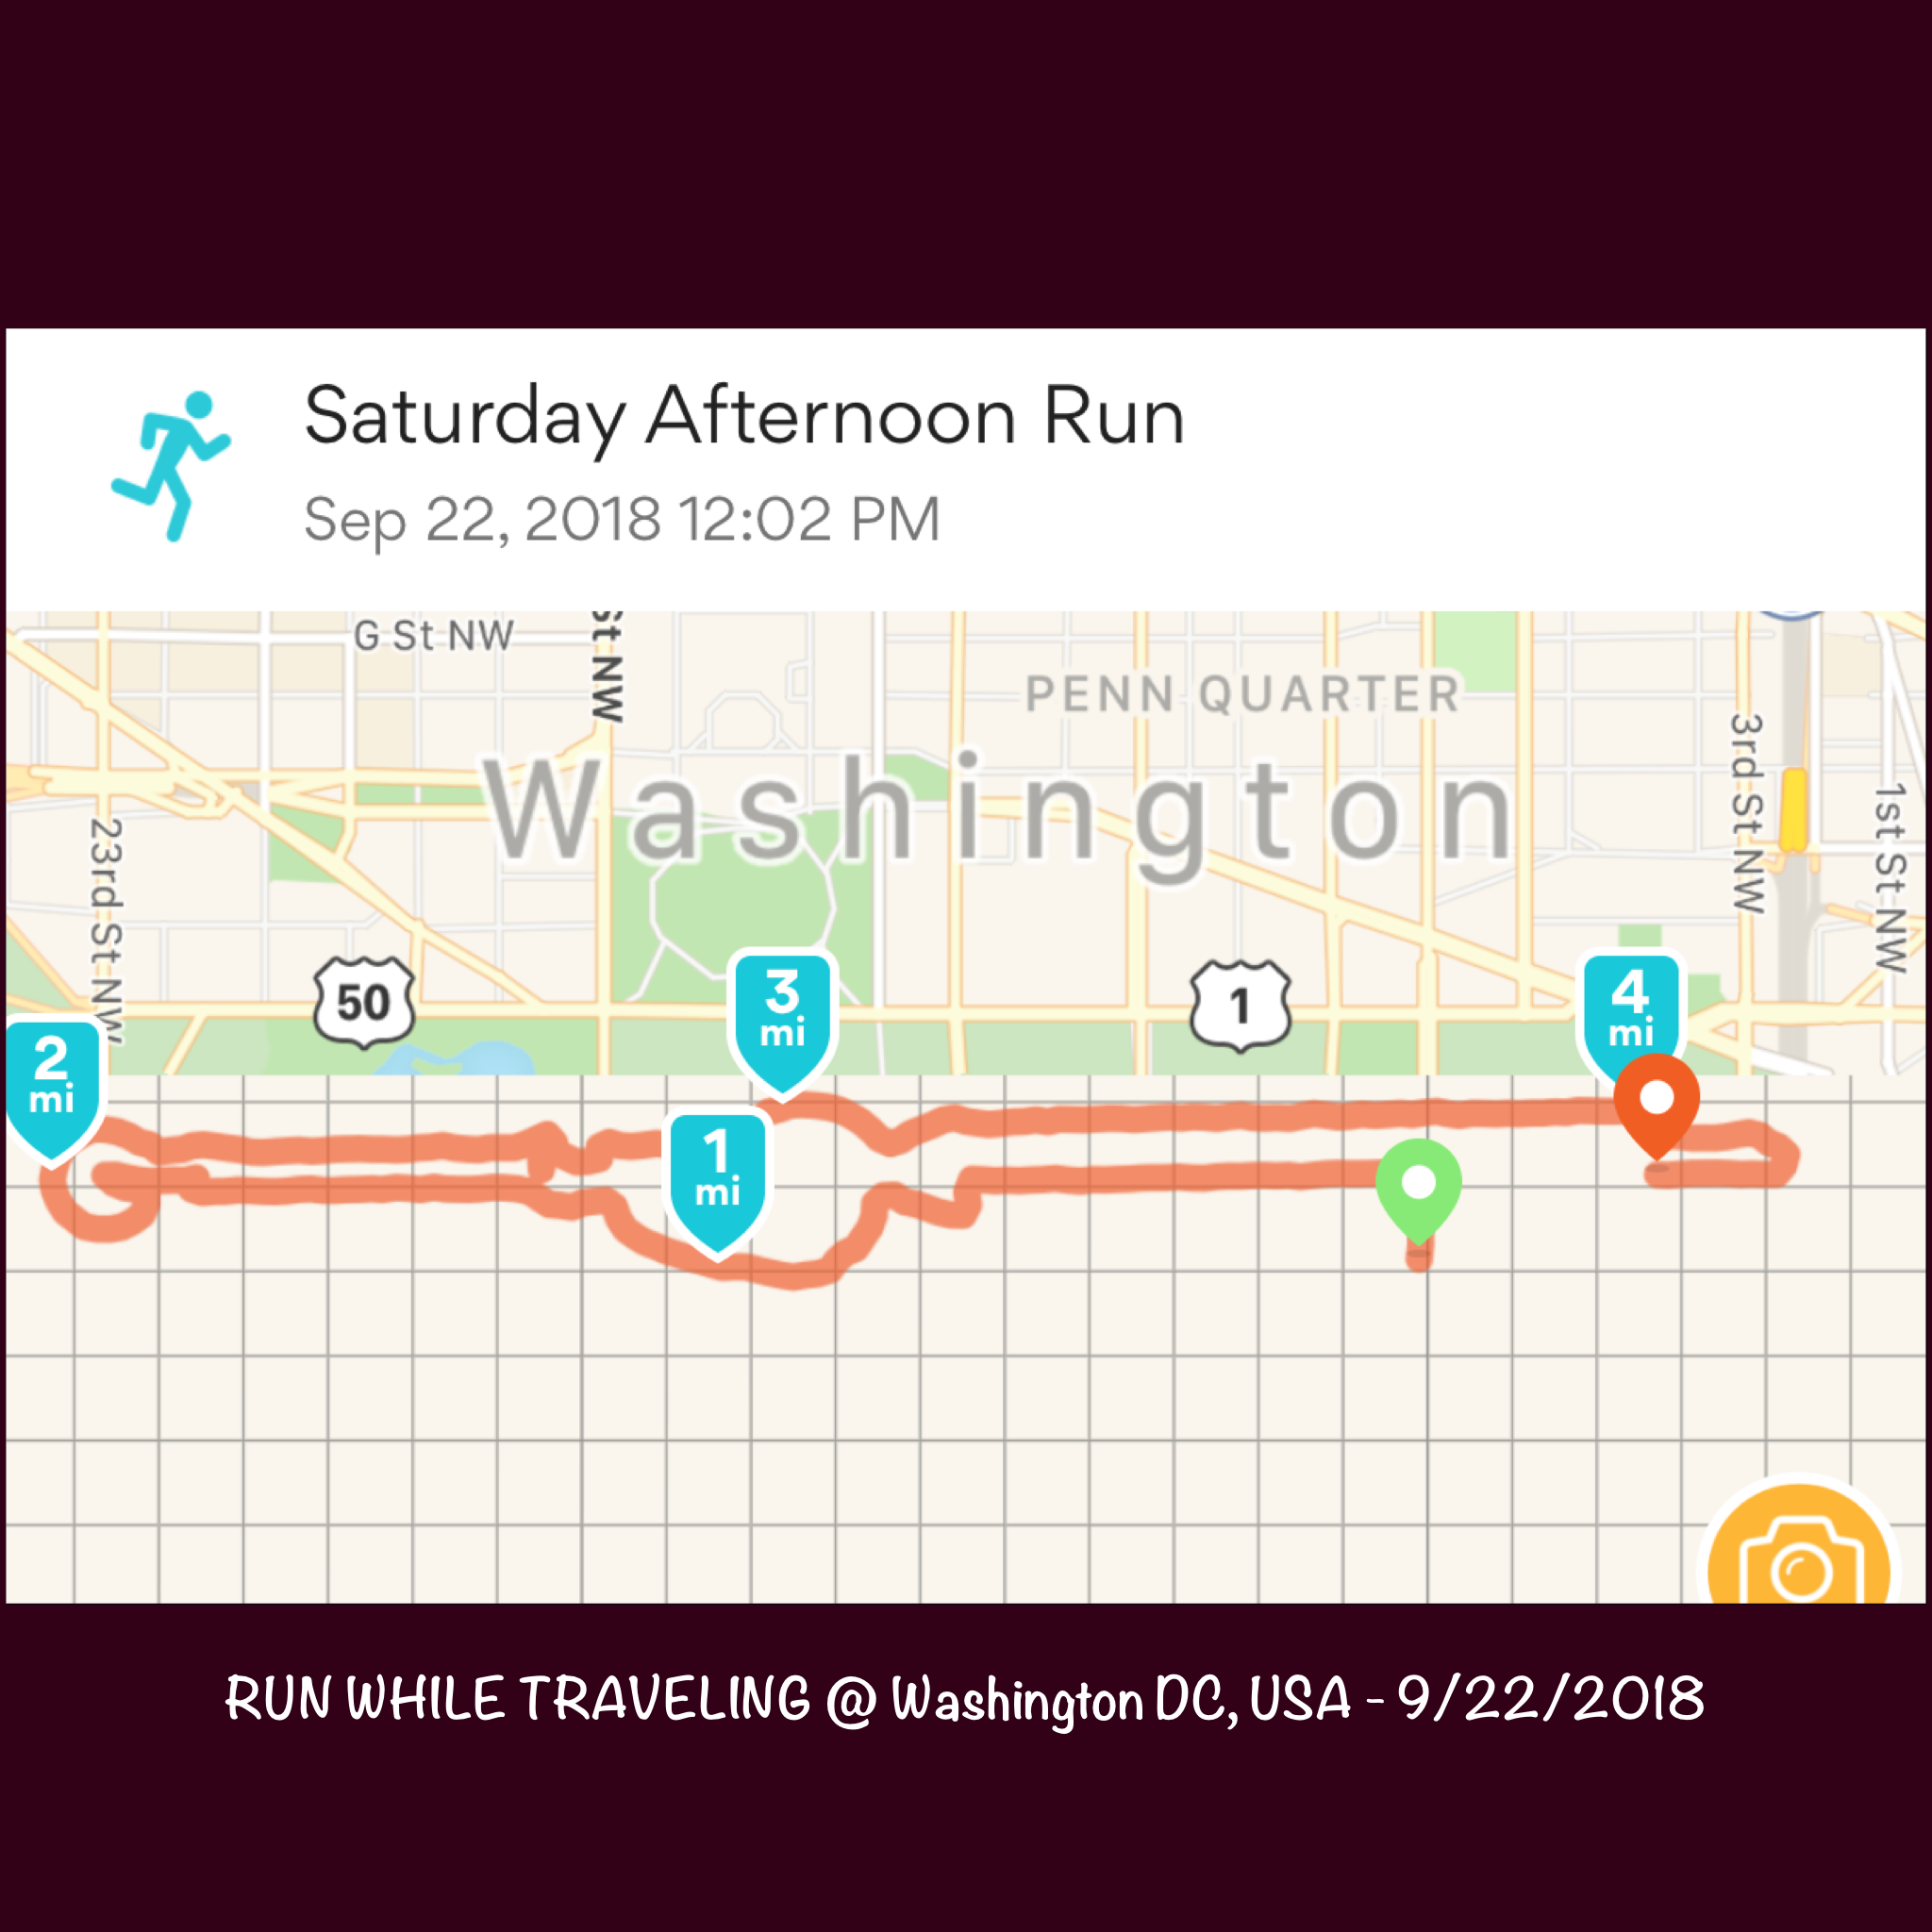 Saturday Afternoon Run
Sep 22, 2018 12:02 PM
G St NW
St NW
PENN QUARTER
Washington
3rd St NW
1st St NW
23rd St NW
50
1
3
mi
4
mi
2
mi
1
mi
RUN WHILE TRAVELING @ Washington DC, USA - 9/22/2018